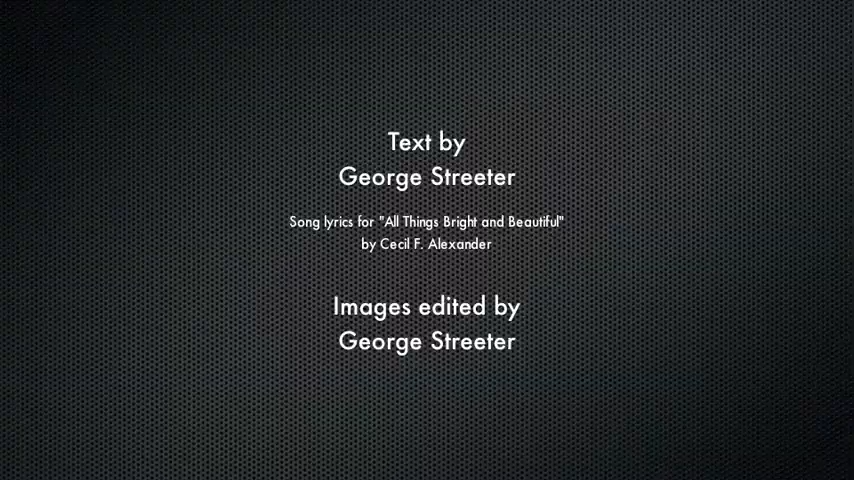 Text by
George Streeter
Song lyrics for "All Things Bright and Beautiful"
by Cecil F. Alexander
Images edited by
George Streeter